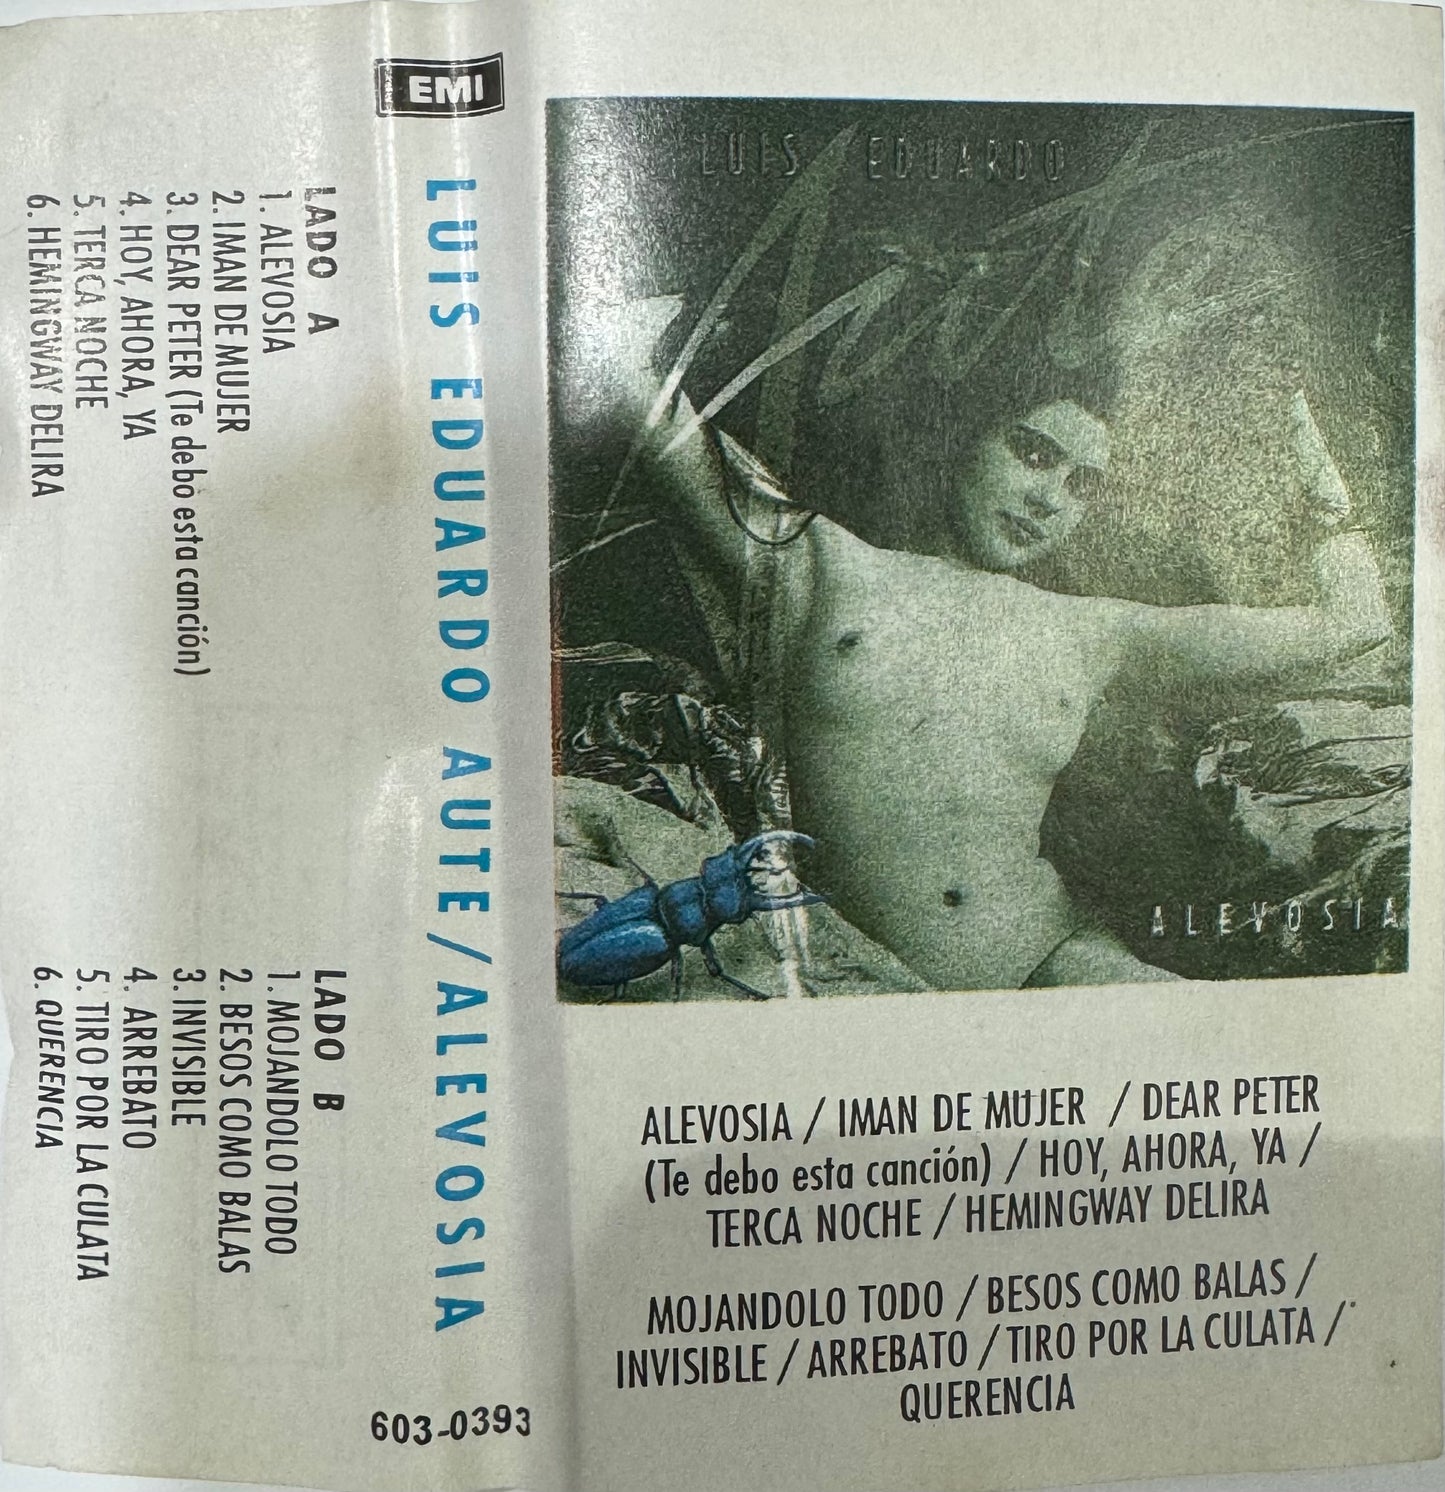 EMI
LUIS EDUARDO AUTE/ALEVOSIA
603-0393
LADO A
1. ALEVOSIA
2. IMAN DE MUJER
3. DEAR PETER (Te debo esta canción)
4. HOY, AHORA, YA
5. TERCA NOCHE
6. HEMINGWAY DELIRA
LADO B
1. MOJANDOLO TODO
2. BESOS COMO BALAS
3. INVISIBLE
4. ARREBATO
5. TIRO POR LA CULATA
6. QUERENCIA
LUIS EDUARDO
Aute
ALEVOSIA
ALEVOSIA / IMAN DE MUJER / DEAR PETER
(Te debo esta canción) / HOY, AHORA, YA /
TERCA NOCHE / HEMINGWAY DELIRA
MOJANDOLO TODO / BESOS COMO BALAS /
INVISIBLE / ARREBATO / TIRO POR LA CULATA /
QUERENCIA